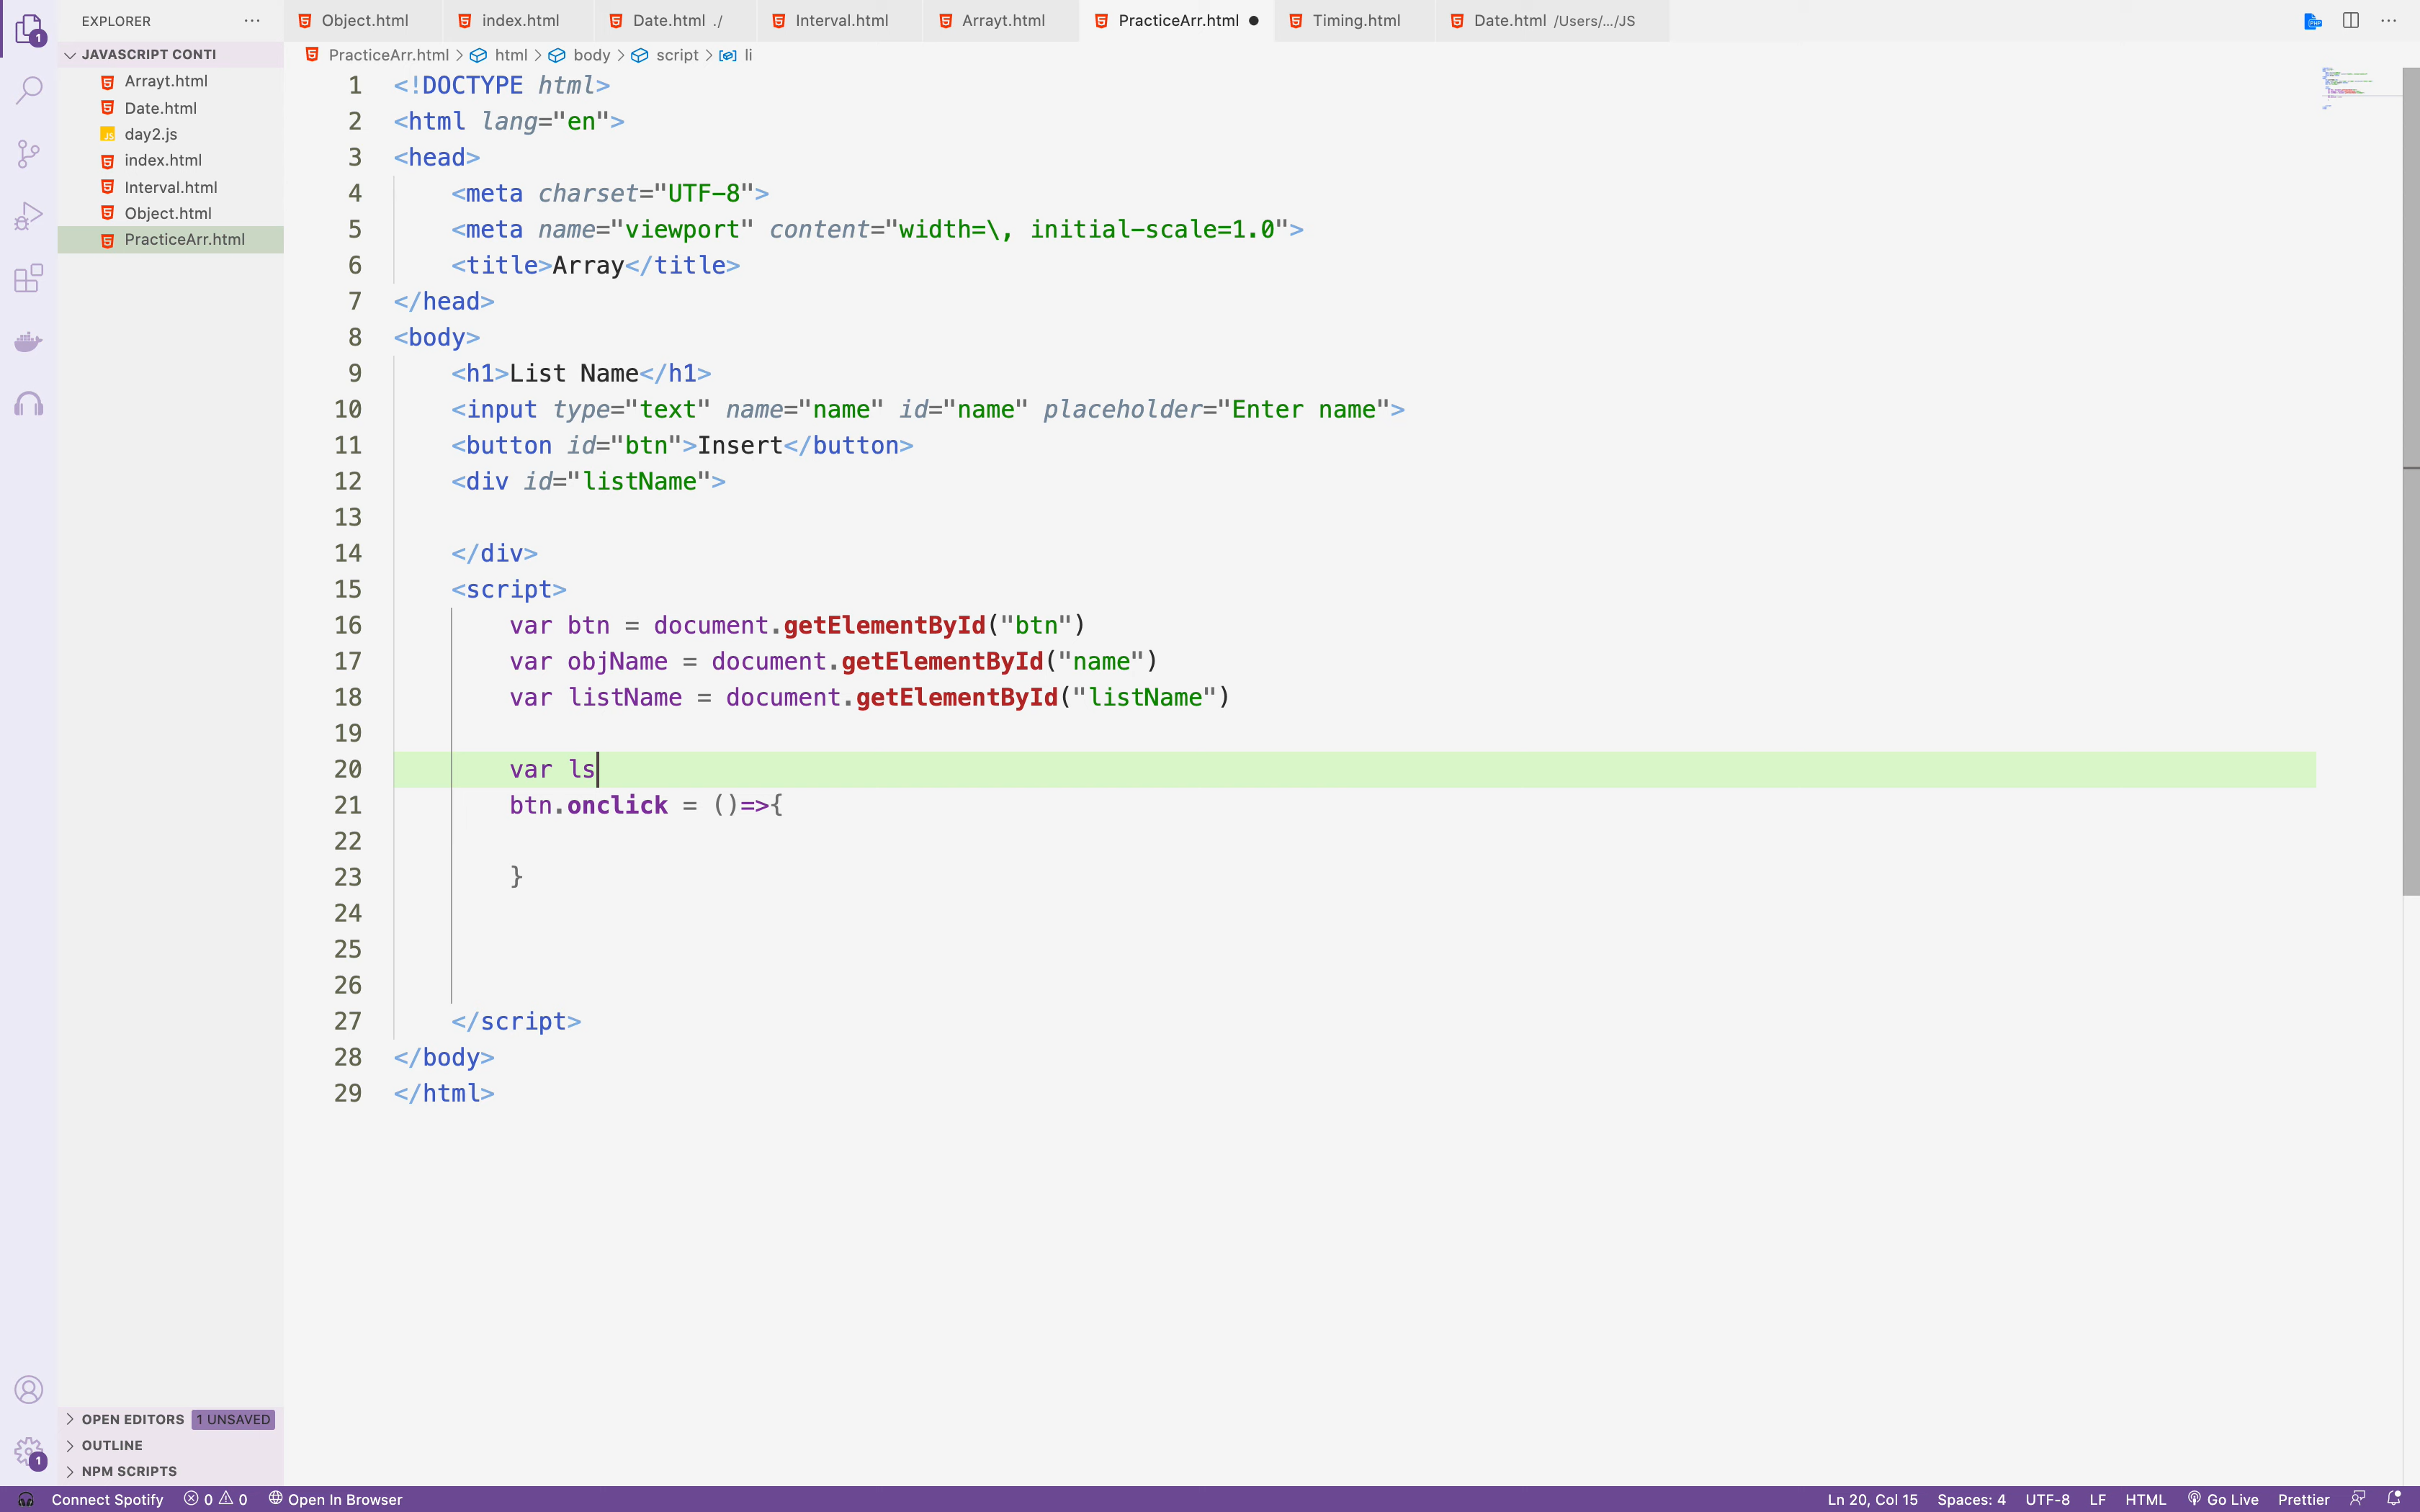 EXPLORER
Object.html
index.html
Date.html ./
Interval.html
Arrayt.html
PracticeArr.html
Timing.html
Date.html /Users/.../JS
JAVASCRIPT CONTI
Arrayt.html
Date.html
JS day2.js
index.html
Interval.html
Object.html
PracticeArr.html
PracticeArr.html > html > body > script > li
1 <!DOCTYPE html>
2 <html lang="en">
3 <head>
4 <meta charset="UTF-8">
5 <meta name="viewport" content="width=\, initial-scale=1.0">
6 <title>Array</title>
7 </head>
8 <body>
9 <h1>List Name</h1>
10 <input type="text" name="name" id="name" placeholder="Enter name">
11 <button id="btn">Insert</button>
12 <div id="listName">
13
14 </div>
15 <script>
16 var btn = document.getElementById("btn")
17 var objName = document.getElementById("name")
18 var listName = document.getElementById("listName")
19
20 var ls
21 btn.onclick = ()=>{
22
23 }
24
25
26
27 </script>
28 </body>
29 </html>
1
1
OPEN EDITORS 1 UNSAVED
OUTLINE
NPM SCRIPTS
Connect Spotify 0 0 Open In Browser
Ln 20, Col 15 Spaces: 4 UTF-8 LF HTML Go Live Prettier